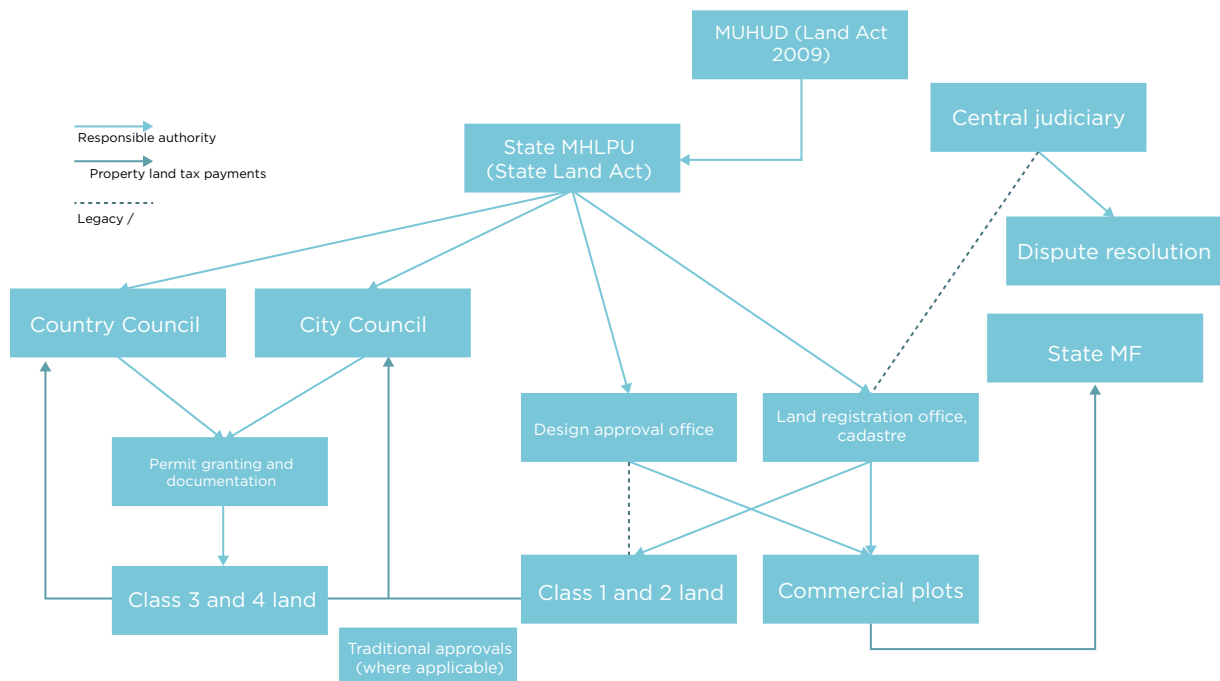 MUHUD (Land Act
2009)
Central judiciary
Responsible authority
State MHLPU
(State Land Act)
Property land tax payments
Legacy /
Dispute resolution
Country Council
City Council
State MF
Design approval office
Land registration office,
cadastre
Permit granting and
documentation
Class 3 and 4 land
Class 1 and 2 land
Commercial plots
Traditional approvals
(where applicable)